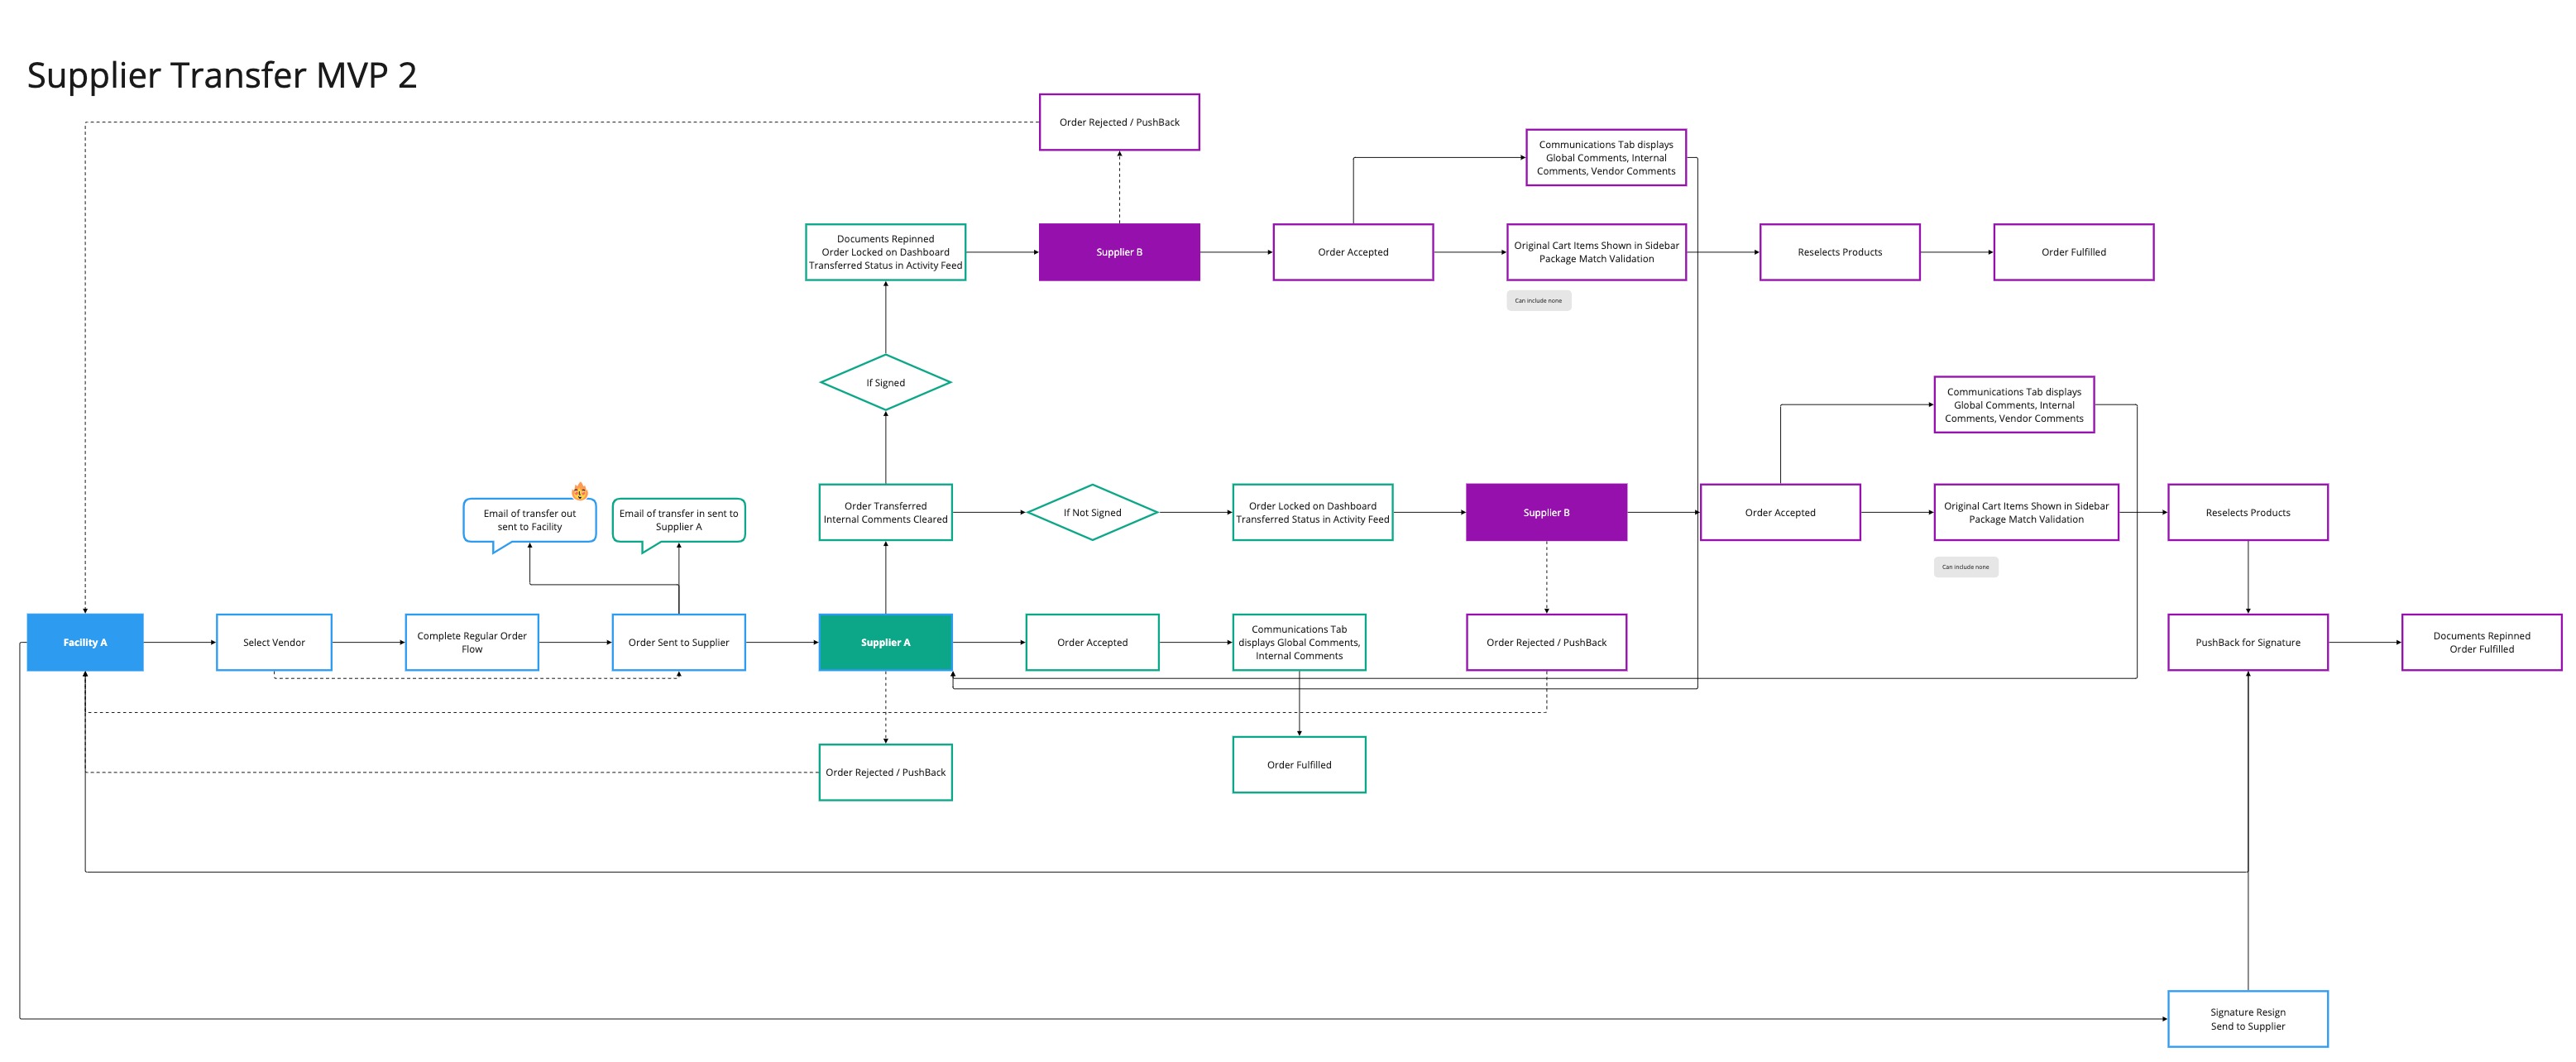 Supplier Transfer MVP 2
Order Rejected / PushBack
Communications Tab displays
Global Comments, Internal
Comments, Vendor Comments
Documents Repinned
Order Locked on Dashboard
Transferred Status in Activity Feed
Supplier B
Order Accepted
Original Cart Items Shown in Sidebar
Package Match Validation
Reselects Products
Order Fulfilled
Can include none
If Signed
Communications Tab displays
Global Comments, Internal
Comments, Vendor Comments
Email of transfer out
sent to Facility
Email of transfer in sent to
Supplier A
Order Transferred
Internal Comments Cleared
If Not Signed
Order Locked on Dashboard
Transferred Status in Activity Feed
Supplier B
Order Accepted
Original Cart Items Shown in Sidebar
Package Match Validation
Reselects Products
Can include none
Facility A
Select Vendor
Complete Regular Order
Flow
Order Sent to Supplier
Supplier A
Order Accepted
Communications Tab
displays Global Comments,
Internal Comments
Order Rejected / PushBack
PushBack for Signature
Documents Repinned
Order Fulfilled
Order Rejected / PushBack
Order Fulfilled
Signature Resign
Send to Supplier